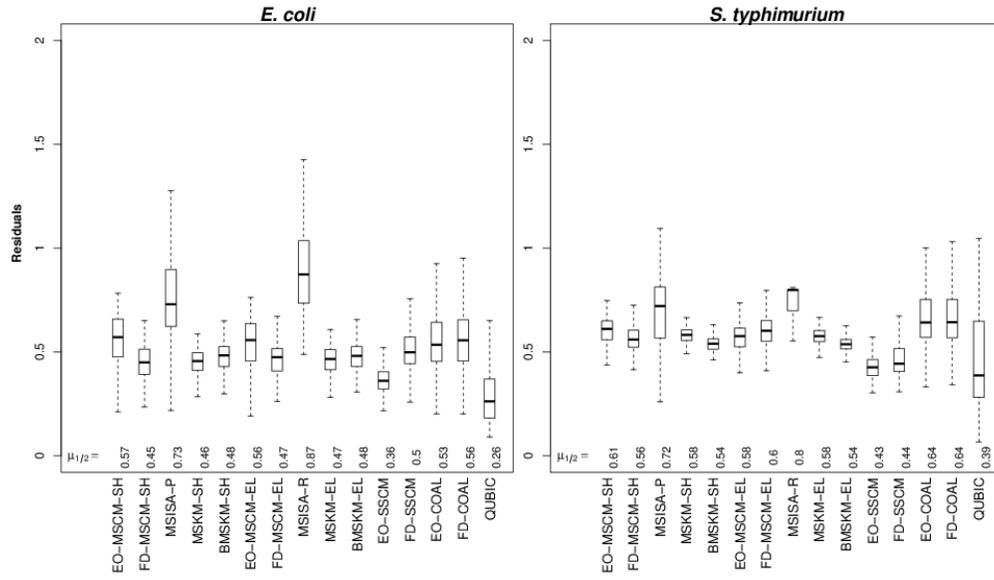 E. coli
S. typhimurium
Residuals
2
1.5
1
0.5
0
μ1/2 =
0.57
0.45
0.73
0.46
0.48
0.56
0.47
0.87
0.47
0.48
0.36
0.5
0.53
0.56
0.26
EO−MSCM−SH
FD−MSCM−SH
MSISA−P
MSKM−SH
BMSKM−SH
EO−MSCM−EL
FD−MSCM−EL
MSISA−R
MSKM−EL
BMSKM−EL
EO−SSCM
FD−SSCM
EO−COAL
FD−COAL
QUBIC
2
1.5
1
0.5
0
μ1/2 =
0.61
0.56
0.72
0.58
0.54
0.58
0.6
0.8
0.58
0.54
0.43
0.44
0.64
0.64
0.39
EO−MSCM−SH
FD−MSCM−SH
MSISA−P
MSKM−SH
BMSKM−SH
EO−MSCM−EL
FD−MSCM−EL
MSISA−R
MSKM−EL
BMSKM−EL
EO−SSCM
FD−SSCM
EO−COAL
FD−COAL
QUBIC